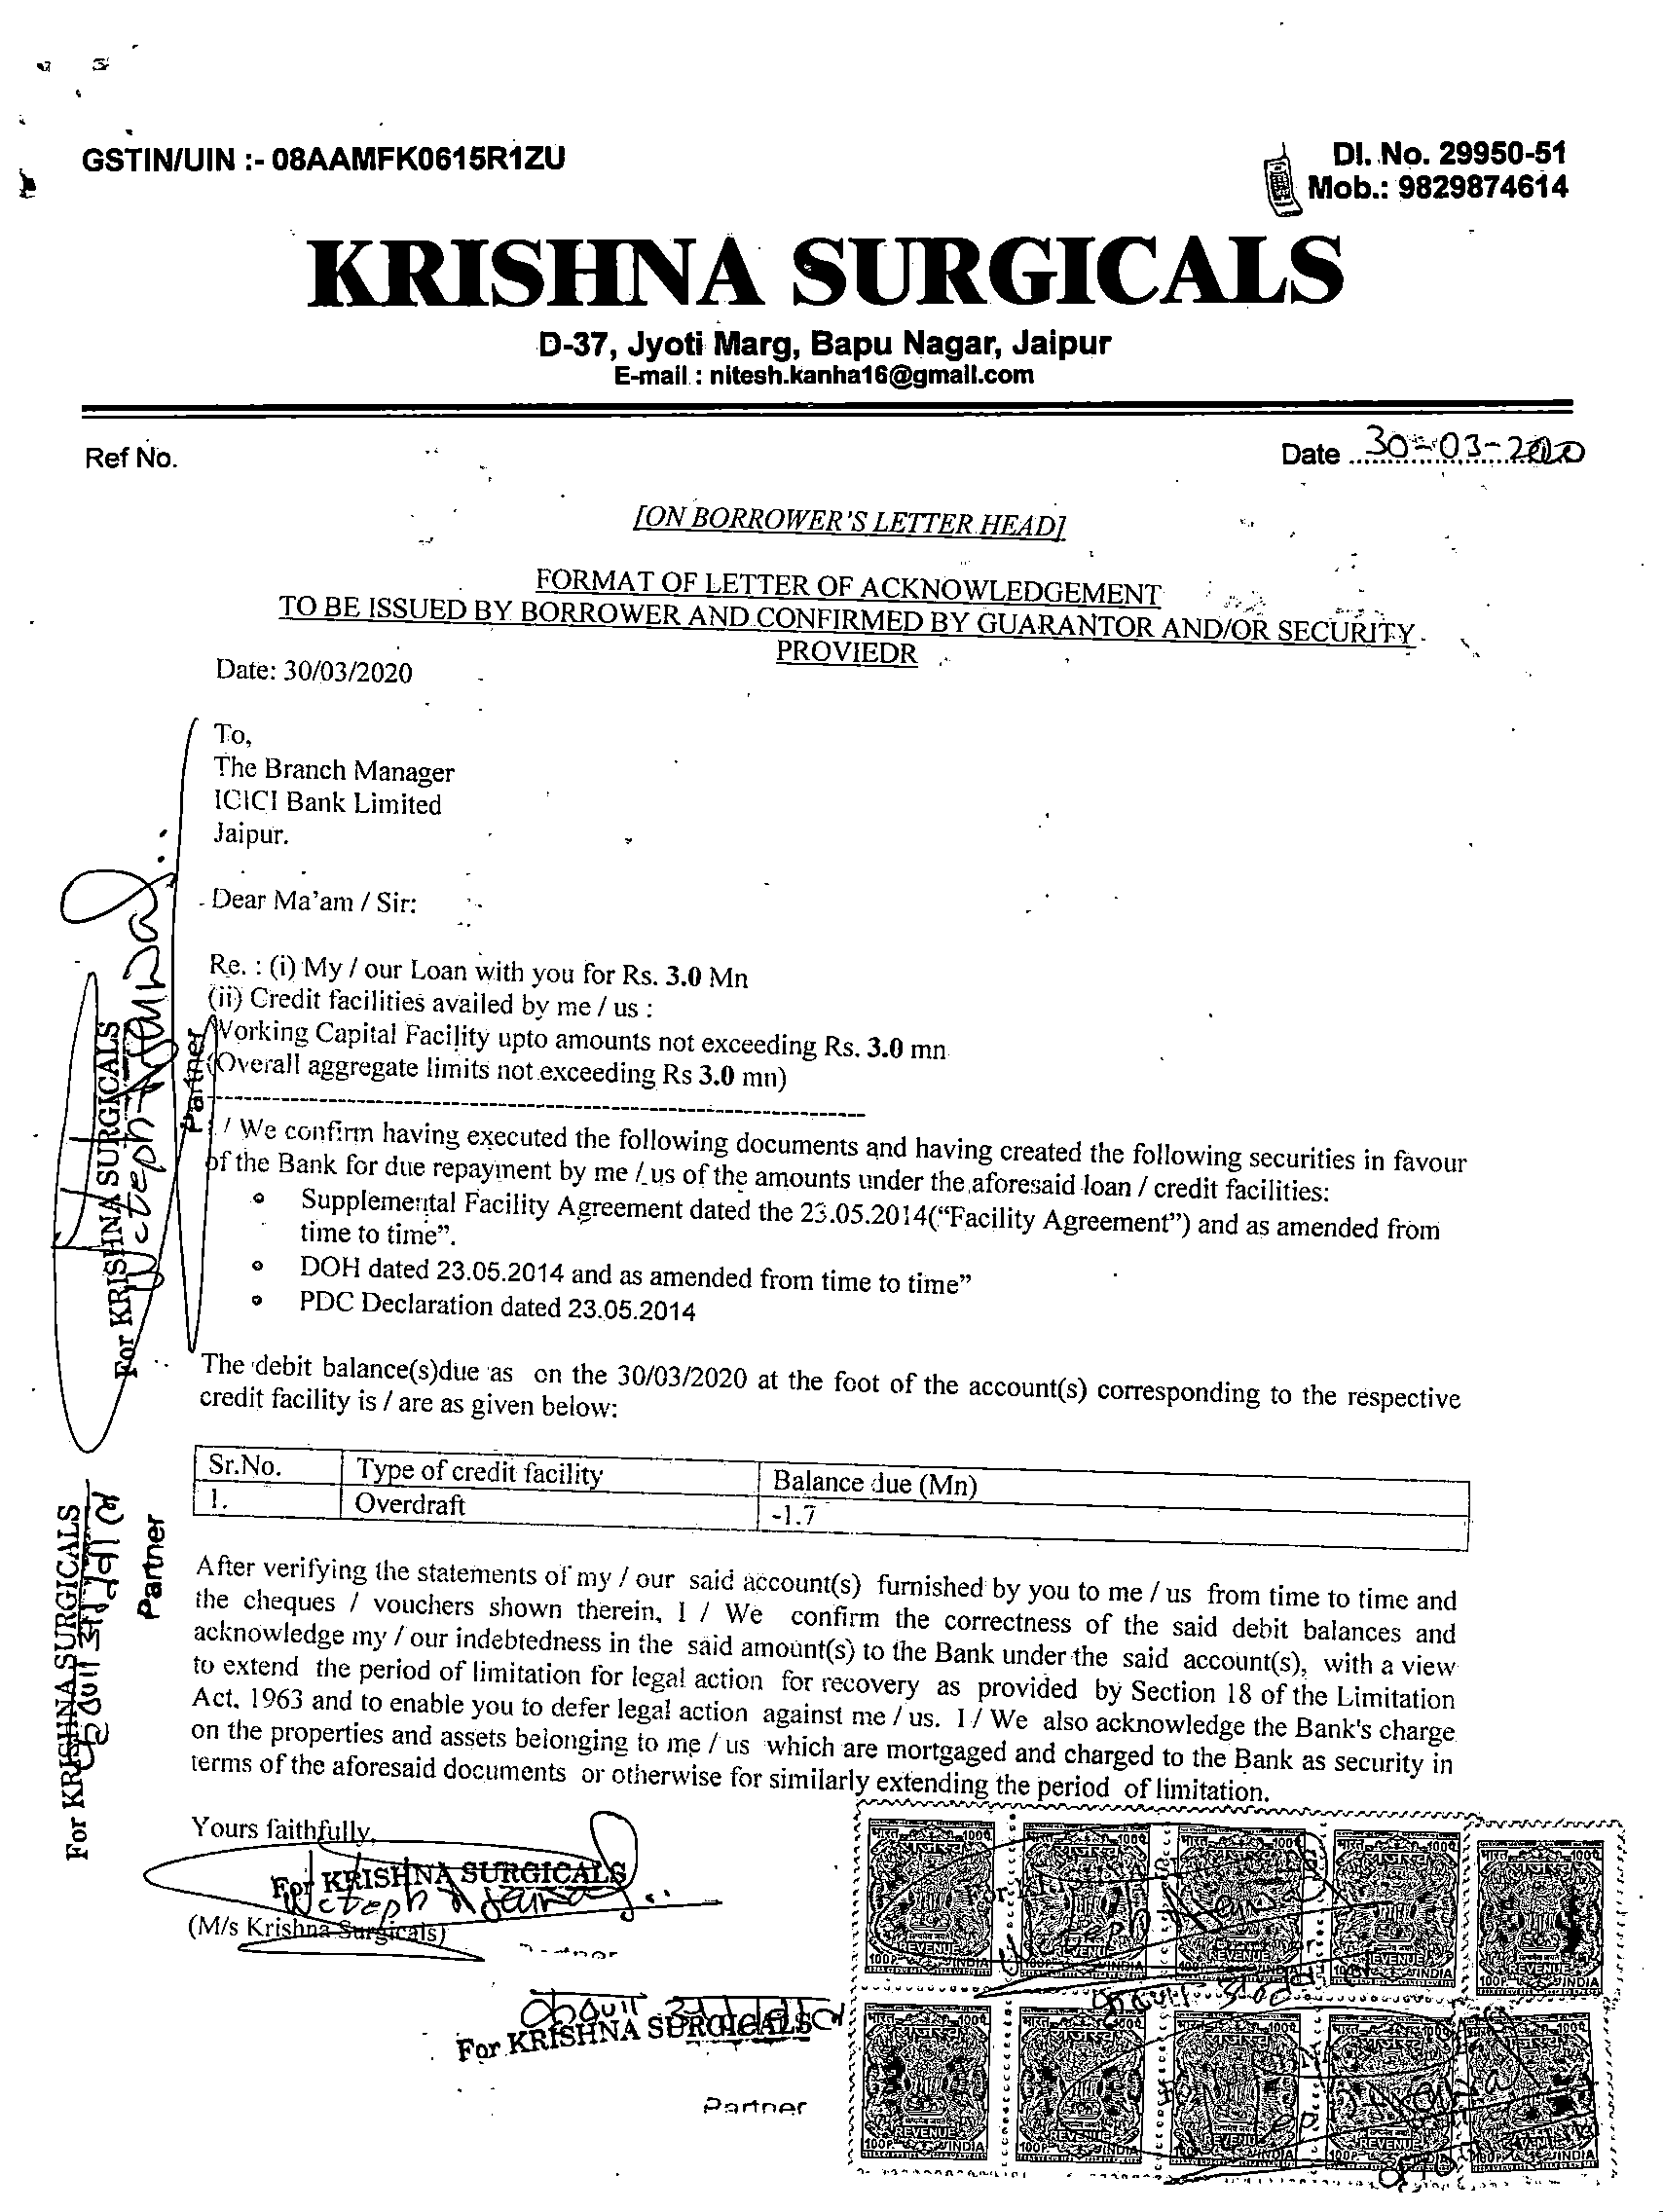 GSTIN/UIN :- 08AAMFK0615R1ZU
Dl. No. 29950-51
Mob.: 9829874614
KRISHNA SURGICALS
D-37, Jyoti Marg, Bapu Nagar, Jaipur
E-mail : nitesh.kanha16@gmail.com
Ref No.
Date 30-03-2020
[ON BORROWER'S LETTER HEAD]
FORMAT OF LETTER OF ACKNOWLEDGEMENT
TO BE ISSUED BY BORROWER AND CONFIRMED BY GUARANTOR AND/OR SECURITY
PROVIEDR
Date: 30/03/2020
To,
The Branch Manager
ICICI Bank Limited
Jaipur.
Dear Ma'am / Sir:
Re. : (i) My / our Loan with you for Rs. 3.0 Mn
(ii) Credit facilities availed by me / us :
Working Capital Facility upto amounts not exceeding Rs. 3.0 mn
(Overall aggregate limits not exceeding Rs 3.0 mn)
/ We confirm having executed the following documents and having created the following securities in favour
of the Bank for due repayment by me / us of the amounts under the aforesaid loan / credit facilities:
• Supplemental Facility Agreement dated the 23.05.2014("Facility Agreement") and as amended from
time to time".
• DOH dated 23.05.2014 and as amended from time to time"
• PDC Declaration dated 23.05.2014
The debit balance(s)due as on the 30/03/2020 at the foot of the account(s) corresponding to the respective
credit facility is / are as given below:
Sr.No. Type of credit facility Balance due (Mn)
1. Overdraft -1.7
After verifying the statements of my / our said account(s) furnished by you to me / us from time to time and
the cheques / vouchers shown therein, I / We confirm the correctness of the said debit balances and
acknowledge my / our indebtedness in the said amount(s) to the Bank under the said account(s), with a view
to extend the period of limitation for legal action for recovery as provided by Section 18 of the Limitation
Act, 1963 and to enable you to defer legal action against me / us. I / We also acknowledge the Bank's charge
on the properties and assets belonging to me / us which are mortgaged and charged to the Bank as security in
terms of the aforesaid documents or otherwise for similarly extending the period of limitation.
Yours faithfully,
For KRISHNA SURGICALS
(M/s Krishna Surgicals)
Partner
For KRISHNA SURGICALS
Partner
For KRISHNA SURGICALS
Partner
For KRISHNA SURGICALS
Partner
भारत 100P.
REVENUE
100P. INDIA